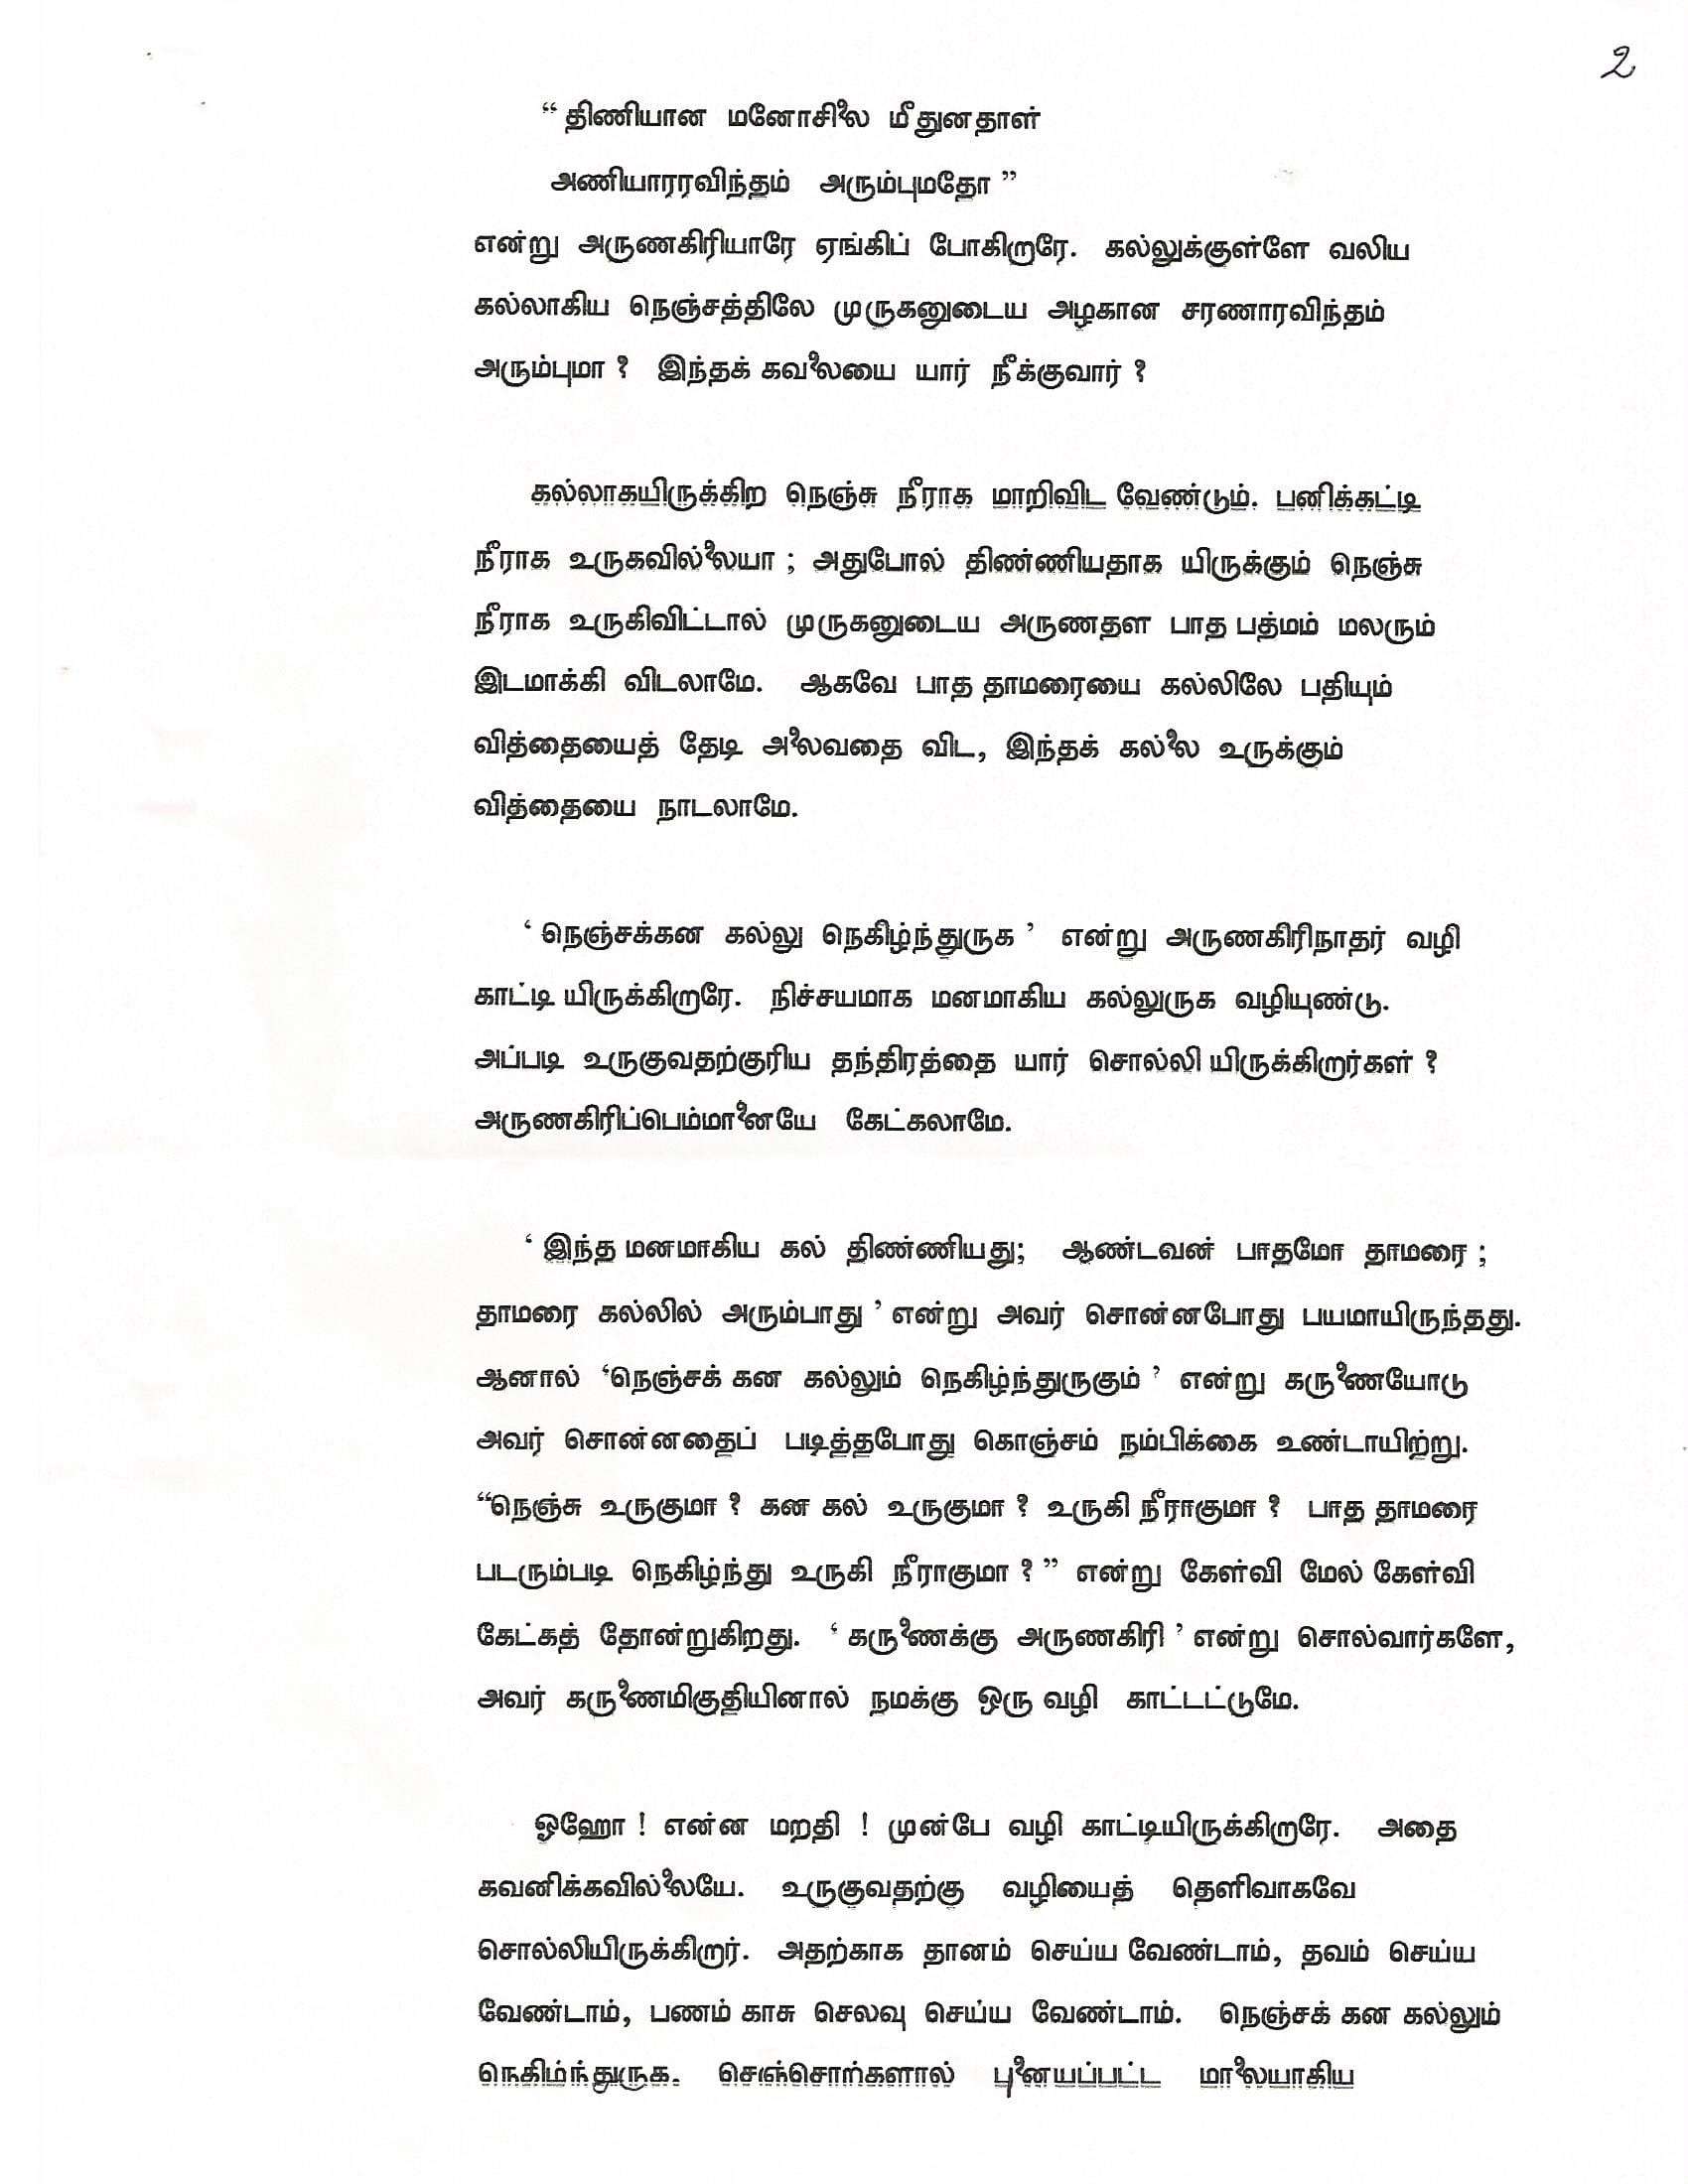 2
“ திணியான மனோசிலை மீதுனதாள்
அணியாரரவிந்தம் அரும்புமதோ ”
என்று அருணகிரியாரே ஏங்கிப் போகிறாரே. கல்லுக்குள்ளே வலிய
கல்லாகிய நெஞ்சத்திலே முருகனுடைய அழகான சரணாரவிந்தம்
அரும்புமா ? இந்தக் கவலையை யார் நீக்குவார் ?
கல்லாகயிருக்கிற நெஞ்சு நீராக மாறிவிட வேண்டும். பனிக்கட்டி
நீராக உருகவில்லையா ; அதுபோல் திண்ணியதாக யிருக்கும் நெஞ்சு
நீராக உருகிவிட்டால் முருகனுடைய அருணதள பாத பத்மம் மலரும்
இடமாக்கி விடலாமே. ஆகவே பாத தாமரையை கல்லிலே பதியும்
வித்தையைத் தேடி அலைவதை விட, இந்தக் கல்லை உருக்கும்
வித்தையை நாடலாமே.
‘ நெஞ்சக்கன கல்லு நெகிழ்ந்துருக ’ என்று அருணகிரிநாதர் வழி
காட்டி யிருக்கிறாரே. நிச்சயமாக மனமாகிய கல்லுருக வழியுண்டு.
அப்படி உருகுவதற்குரிய தந்திரத்தை யார் சொல்லி யிருக்கிறார்கள் ?
அருணகிரிப்பெம்மானையே கேட்கலாமே.
‘ இந்த மனமாகிய கல் திண்ணியது; ஆண்டவன் பாதமோ தாமரை ;
தாமரை கல்லில் அரும்பாது ’ என்று அவர் சொன்னபோது பயமாயிருந்தது.
ஆனால் ‘நெஞ்சக் கன கல்லும் நெகிழ்ந்துருகும் ’ என்று கருணையோடு
அவர் சொன்னதைப் படித்தபோது கொஞ்சம் நம்பிக்கை உண்டாயிற்று.
“நெஞ்சு உருகுமா ? கன கல் உருகுமா ? உருகி நீராகுமா ? பாத தாமரை
படரும்படி நெகிழ்ந்து உருகி நீராகுமா ? ” என்று கேள்வி மேல் கேள்வி
கேட்கத் தோன்றுகிறது. ‘ கருணைக்கு அருணகிரி ’ என்று சொல்வார்களே,
அவர் கருணைமிகுதியினால் நமக்கு ஒரு வழி காட்டட்டுமே.
ஓஹோ ! என்ன மறதி ! முன்பே வழி காட்டியிருக்கிறாரே. அதை
கவனிக்கவில்லையே. உருகுவதற்கு வழியைத் தெளிவாகவே
சொல்லியிருக்கிறார். அதற்காக தானம் செய்ய வேண்டாம், தவம் செய்ய
வேண்டாம், பணம் காசு செலவு செய்ய வேண்டாம். நெஞ்சக் கன கல்லும்
நெகிழ்ந்துருக. செஞ்சொற்களால் புனையப்பட்ட மாலையாகிய